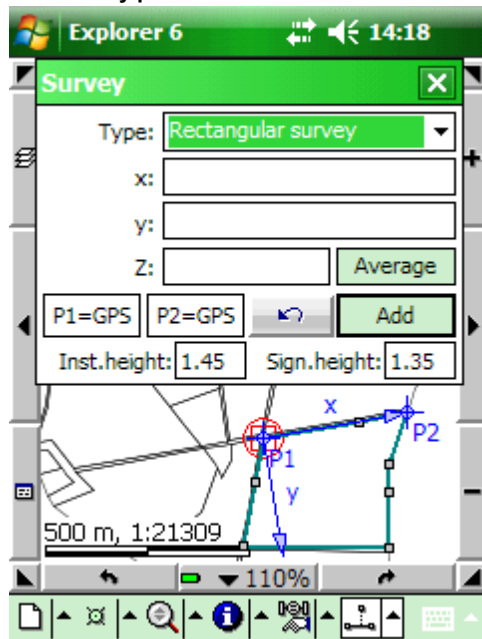 Explorer 6 14:18
Survey
Type: Rectangular survey
x:
y:
Z: Average
P1=GPS P2=GPS Add
Inst.height: 1.45 Sign.height: 1.35
x
P2
P1
y
500 m, 1:21309
110%